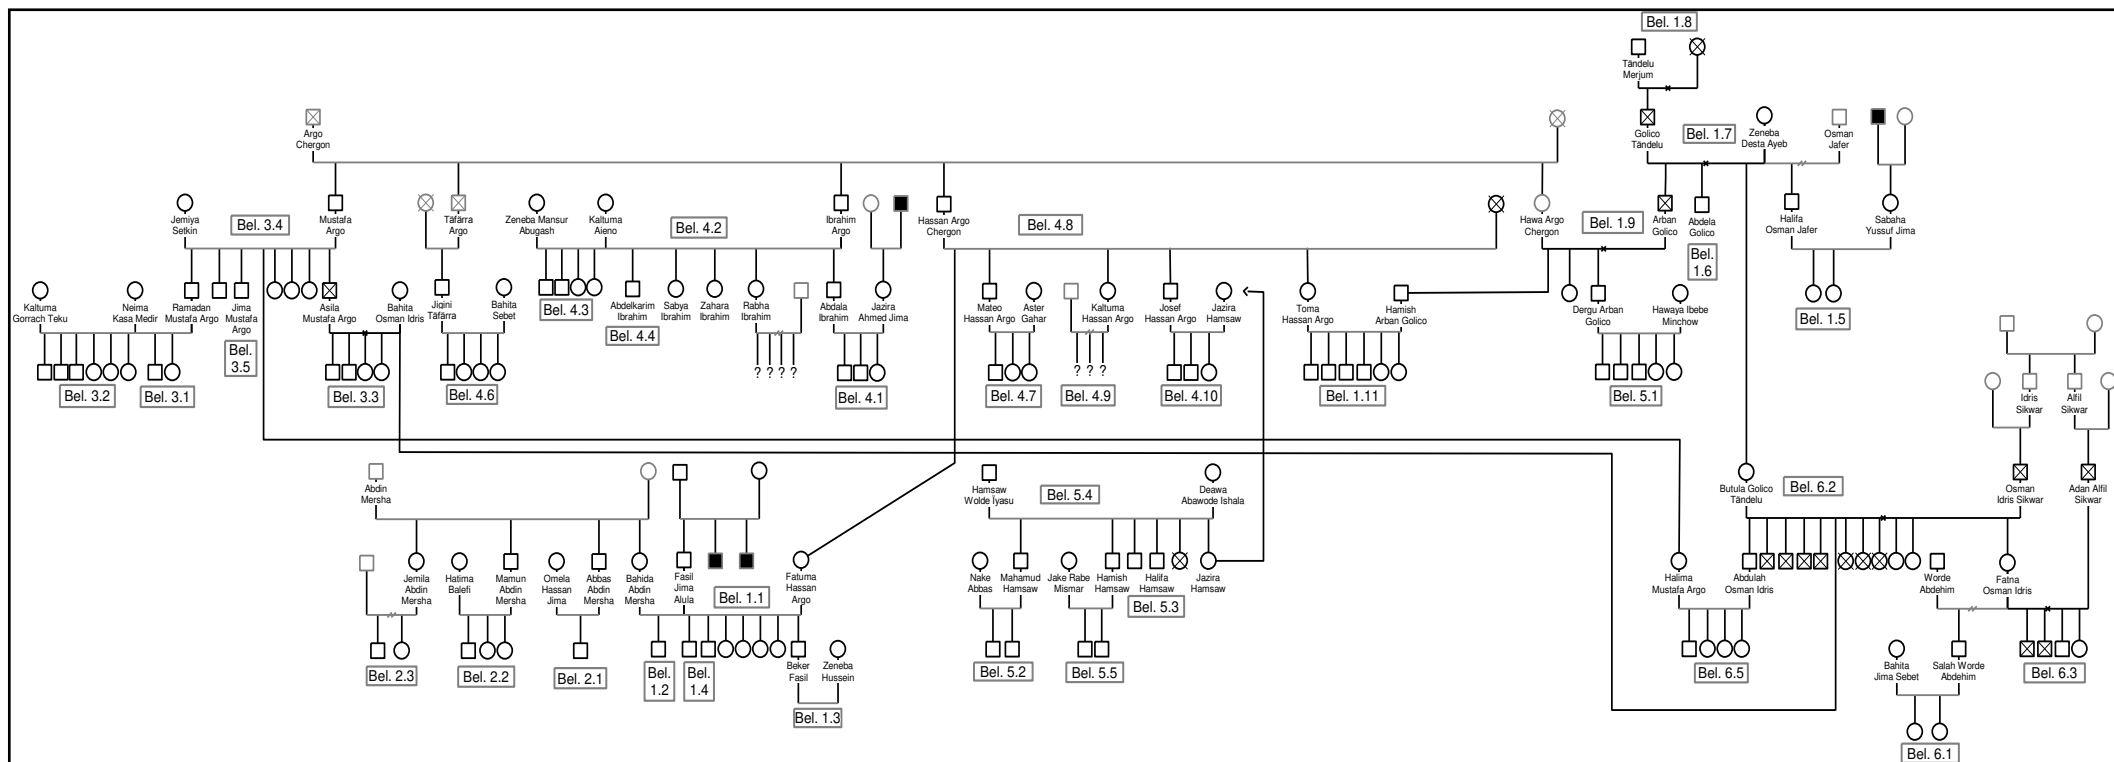 Bel. 1.8
Tändelu
Merjum
Argo
Chergon
Golico
Tändelu
Bel. 1.7
Zeneba
Desta Ayeb
Osman
Jafer
Jemiya
Setkin
Bel. 3.4
Mustafa
Argo
Täfärra
Argo
Zeneba Mansur
Abugash
Kaltuma
Aieno
Bel. 4.2
Ibrahim
Argo
Hassan Argo
Chergon
Bel. 4.8
Hawa Argo
Chergon
Bel. 1.9
Arban
Golico
Abdela
Golico
Bel.
1.6
Halifa
Osman Jafer
Sabaha
Yussuf Jima
Kaltuma
Gorrach Teku
Neima
Kasa Medir
Ramadan
Mustafa Argo
Jima
Mustafa
Argo
Bel.
3.5
Asila
Mustafa Argo
Bahita
Osman Idris
Jigini
Täfärra
Bahita
Sebet
Bel. 4.3
Abdelkarim
Ibrahim
Bel. 4.4
Sabya
Ibrahim
Zahara
Ibrahim
Rabha
Ibrahim
Abdala
Ibrahim
Jazira
Ahmed Jima
Mateo
Hassan Argo
Aster
Gahar
Kaltuma
Hassan Argo
Josef
Hassan Argo
Jazira
Hamsaw
Toma
Hassan Argo
Hamish
Arban Golico
Dergu Arban
Golico
Hawaya Ibebe
Minchow
Bel. 1.5
? ? ? ?
? ? ?
Bel. 3.2
Bel. 3.1
Bel. 3.3
Bel. 4.6
Bel. 4.1
Bel. 4.7
Bel. 4.9
Bel. 4.10
Bel. 1.11
Bel. 5.1
Idris
Sikwar
Alfil
Sikwar
Abdin
Mersha
Hamsaw
Wolde Iyasu
Bel. 5.4
Deawa
Abawode Ishala
Butula Golico
Tändelu
Bel. 6.2
Osman
Idris Sikwar
Adan Alfil
Sikwar
Jemila
Abdin
Mersha
Hatima
Balefi
Mamun
Abdin
Mersha
Omela
Hassan
Jima
Abbas
Abdin
Mersha
Bahida
Abdin
Mersha
Fasil
Jima
Alula
Bel. 1.1
Fatuma
Hassan
Argo
Nake
Abbas
Mahamud
Hamsaw
Jake Rabe
Mismar
Hamish
Hamsaw
Halifa
Hamsaw
Bel. 5.3
Jazira
Hamsaw
Halima
Mustafa Argo
Abdulah
Osman Idris
Worde
Abdehim
Fatna
Osman Idris
Bel. 2.3
Bel. 2.2
Bel. 2.1
Bel.
1.2
Bel.
1.4
Beker
Fasil
Zeneba
Hussein
Bel. 1.3
Bel. 5.2
Bel. 5.5
Bel. 6.5
Bahita
Jima Sebet
Salah Worde
Abdehim
Bel. 6.3
Bel. 6.1